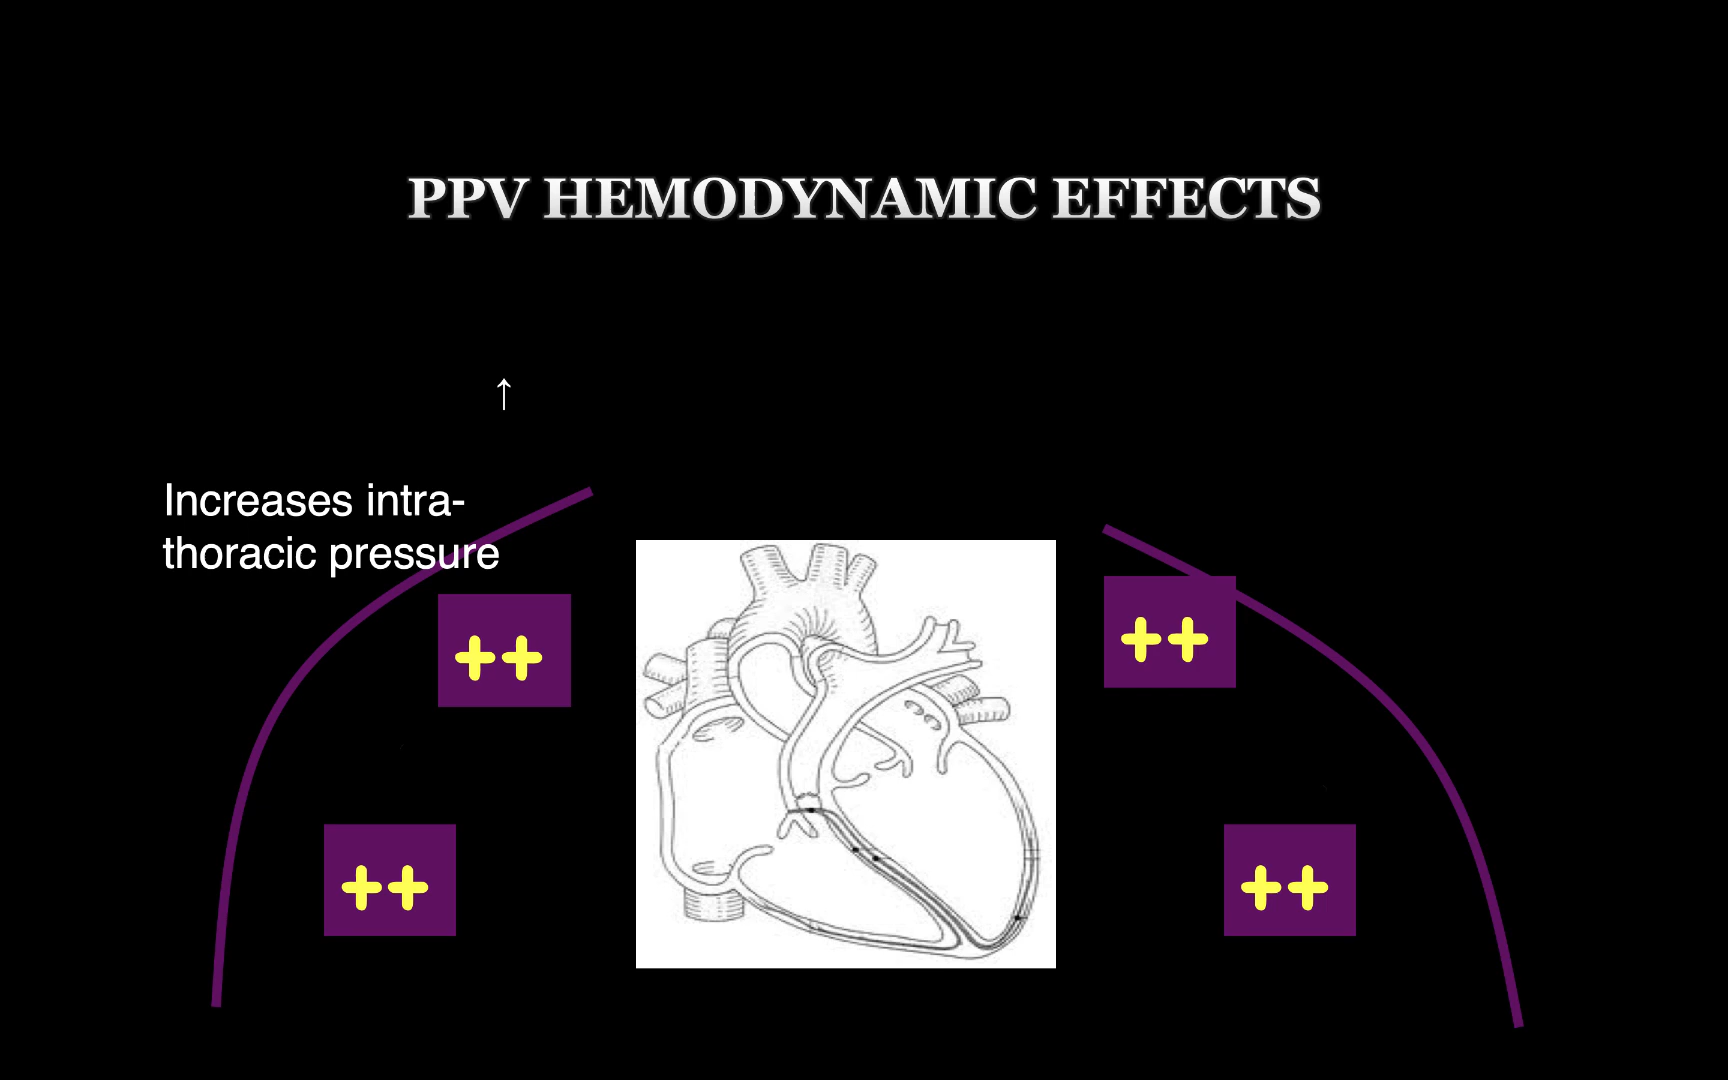 PPV HEMODYNAMIC EFFECTS
↑
Increases intra-
thoracic pressure
++
++
++
++